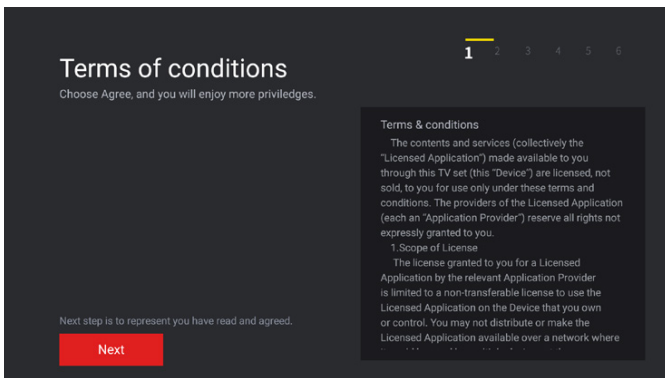 1 2 3 4 5 6
Terms of conditions
Choose Agree, and you will enjoy more priviledges.
Terms & conditions
The contents and services (collectively the
"Licensed Application") made available to you
through this TV set (this "Device") are licensed, not
sold, to you for use only under these terms and
conditions. The providers of the Licensed Application
(each an "Application Provider") reserve all rights not
expressly granted to you.
1.Scope of License
The license granted to you for a Licensed
Application by the relevant Application Provider
is limited to a non-transferable license to use the
Licensed Application on the Device that you own
or control. You may not distribute or make the
Licensed Application available over a network where
Next step is to represent you have read and agreed.
Next